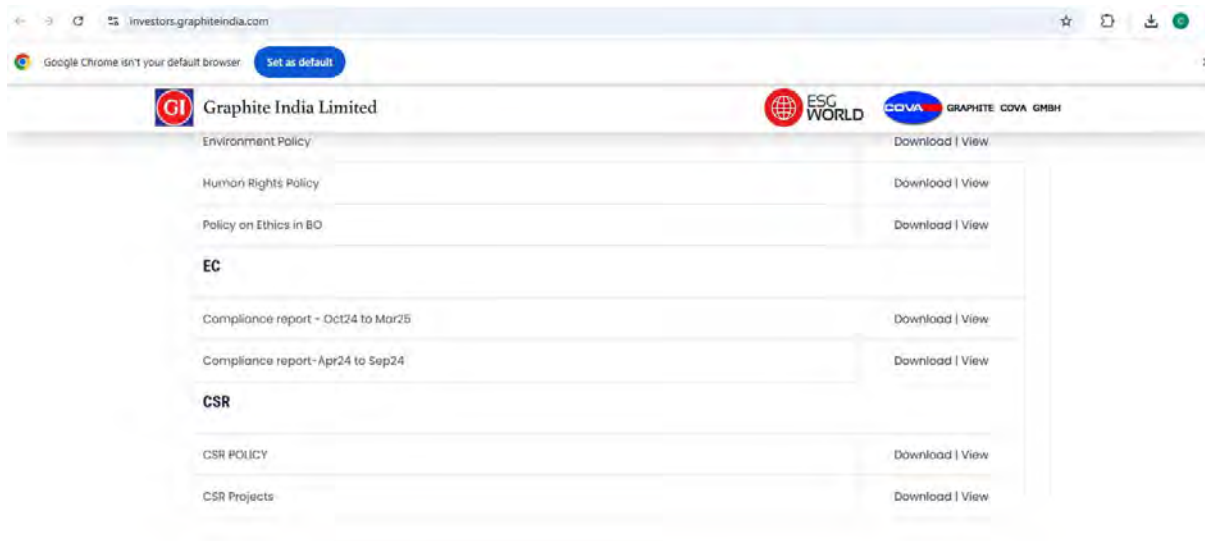 investors.graphiteindia.com
Google Chrome isn't your default browser Set as default
GI Graphite India Limited ESG WORLD COVA GRAPHITE COVA GMBH
Environment Policy Download | View
Human Rights Policy Download | View
Policy on Ethics in BO Download | View
EC
Compliance report - Oct24 to Mar25 Download | View
Compliance report-Apr24 to Sep24 Download | View
CSR
CSR POLICY Download | View
CSR Projects Download | View